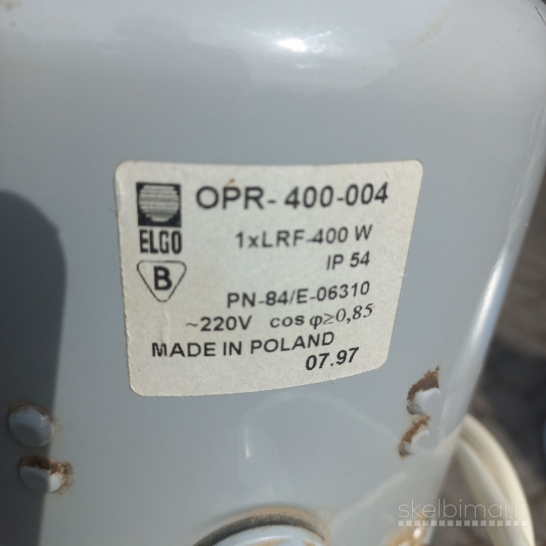 OPR-400-004
ELGO
1xLRF-400 W
IP 54
B
PN-84/E-06310
~220V cos φ≥0,85
MADE IN POLAND
07.97
skelbimai.lt